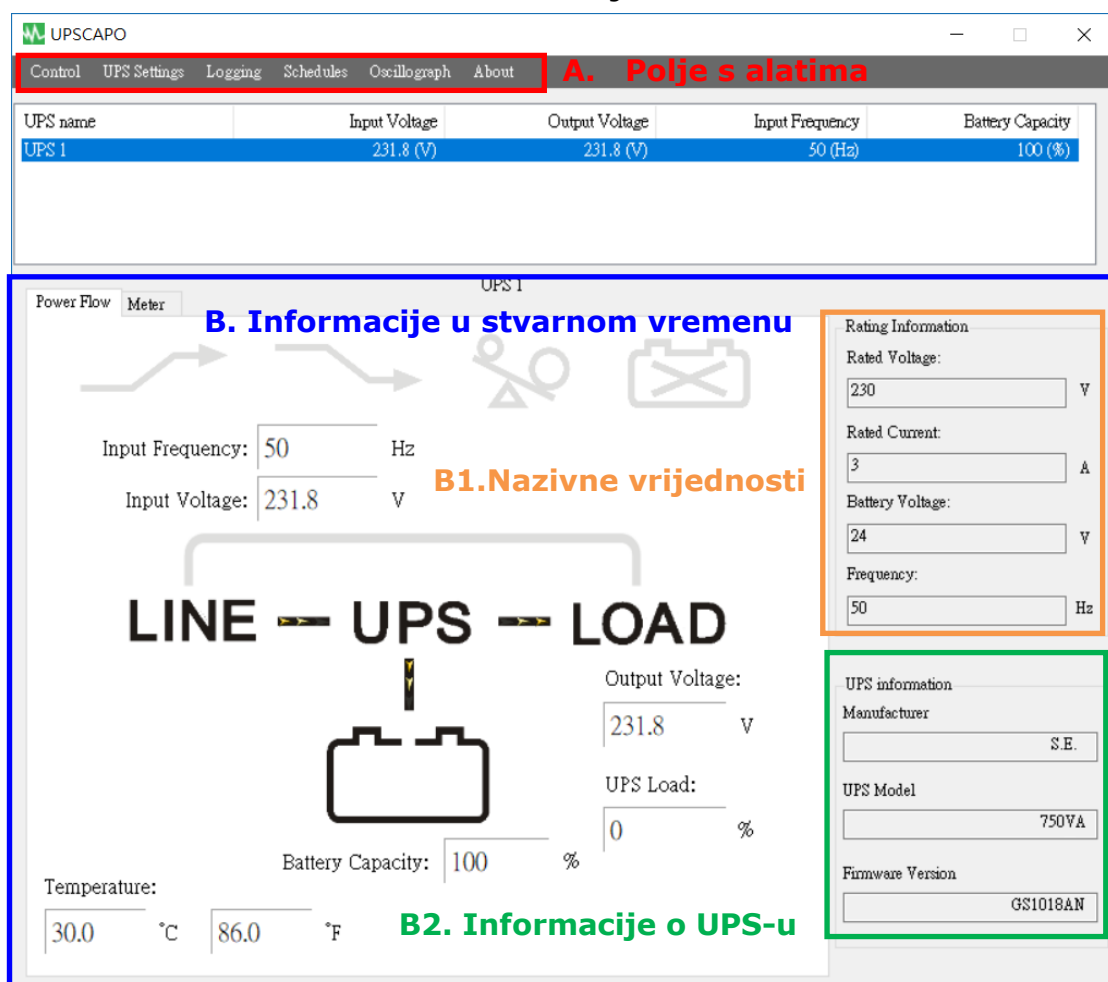 UPSCAPO
Control UPS Settings Logging Schedules Oscillograph About A. Polje s alatima
UPS name Input Voltage Output Voltage Input Frequency Battery Capacity
UPS 1 231.8 (V) 231.8 (V) 50 (Hz) 100 (%)
UPS 1
Power Flow Meter
B. Informacije u stvarnom vremenu
Rating Information
Rated Voltage:
230 V
Rated Current:
3 A
Battery Voltage:
24 V
Frequency:
50 Hz
Input Frequency: 50 Hz
B1.Nazivne vrijednosti
Input Voltage: 231.8 V
LINE UPS LOAD
Output Voltage:
231.8 V
UPS Load:
0 %
Battery Capacity: 100 %
Temperature:
30.0 °C 86.0 °F
B2. Informacije o UPS-u
UPS information
Manufacturer
S.E.
UPS Model
750VA
Firmware Version
GS1018AN